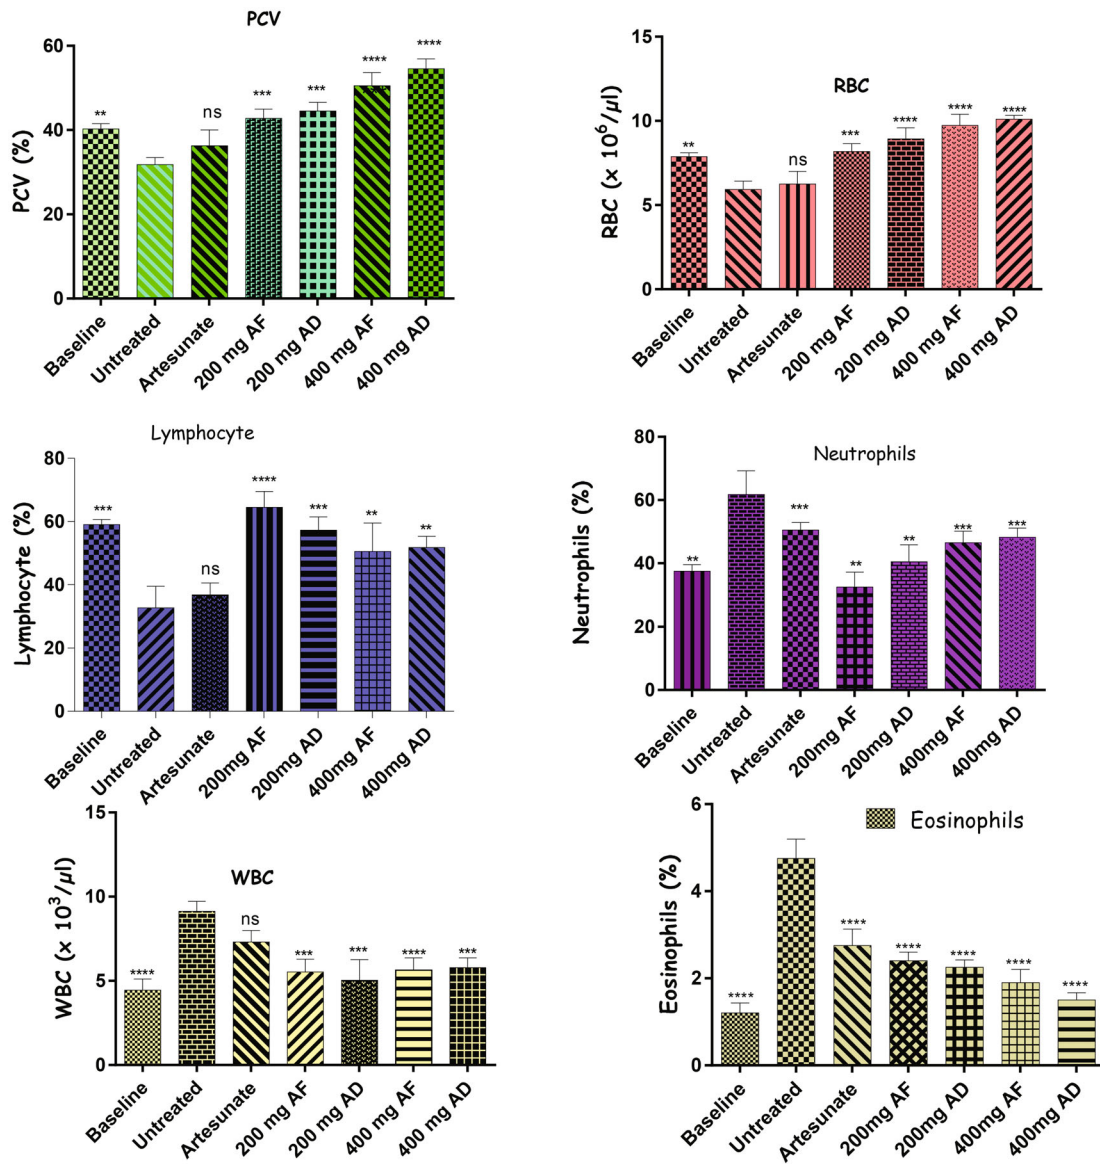 PCV
PCV (%)
60
40
20
0
**
ns
***
***
****
****
Baseline
Untreated
Artesunate
200 mg AF
200 mg AD
400 mg AF
400 mg AD
RBC
RBC (x 10⁶/µl)
15
10
5
0
**
ns
***
****
****
****
Baseline
Untreated
Artesunate
200 mg AF
200 mg AD
400 mg AF
400 mg AD
Lymphocyte
Lymphocyte (%)
80
60
40
20
0
***
ns
****
***
**
**
Baseline
Untreated
Artesunate
200mg AF
200mg AD
400mg AF
400mg AD
Neutrophils
Neutrophils (%)
80
60
40
20
0
**
***
**
**
***
***
Baseline
Untreated
Artesunate
200mg AF
200mg AD
400mg AF
400mg AD
WBC
WBC (x 10³/µl)
15
10
5
0
****
ns
***
***
****
***
Baseline
Untreated
Artesunate
200 mg AF
200 mg AD
400 mg AF
400 mg AD
Eosinophils
Eosinophils (%)
6
4
2
0
****
****
****
****
****
****
Baseline
Untreated
Artesunate
200mg AF
200mg AD
400mg AF
400mg AD